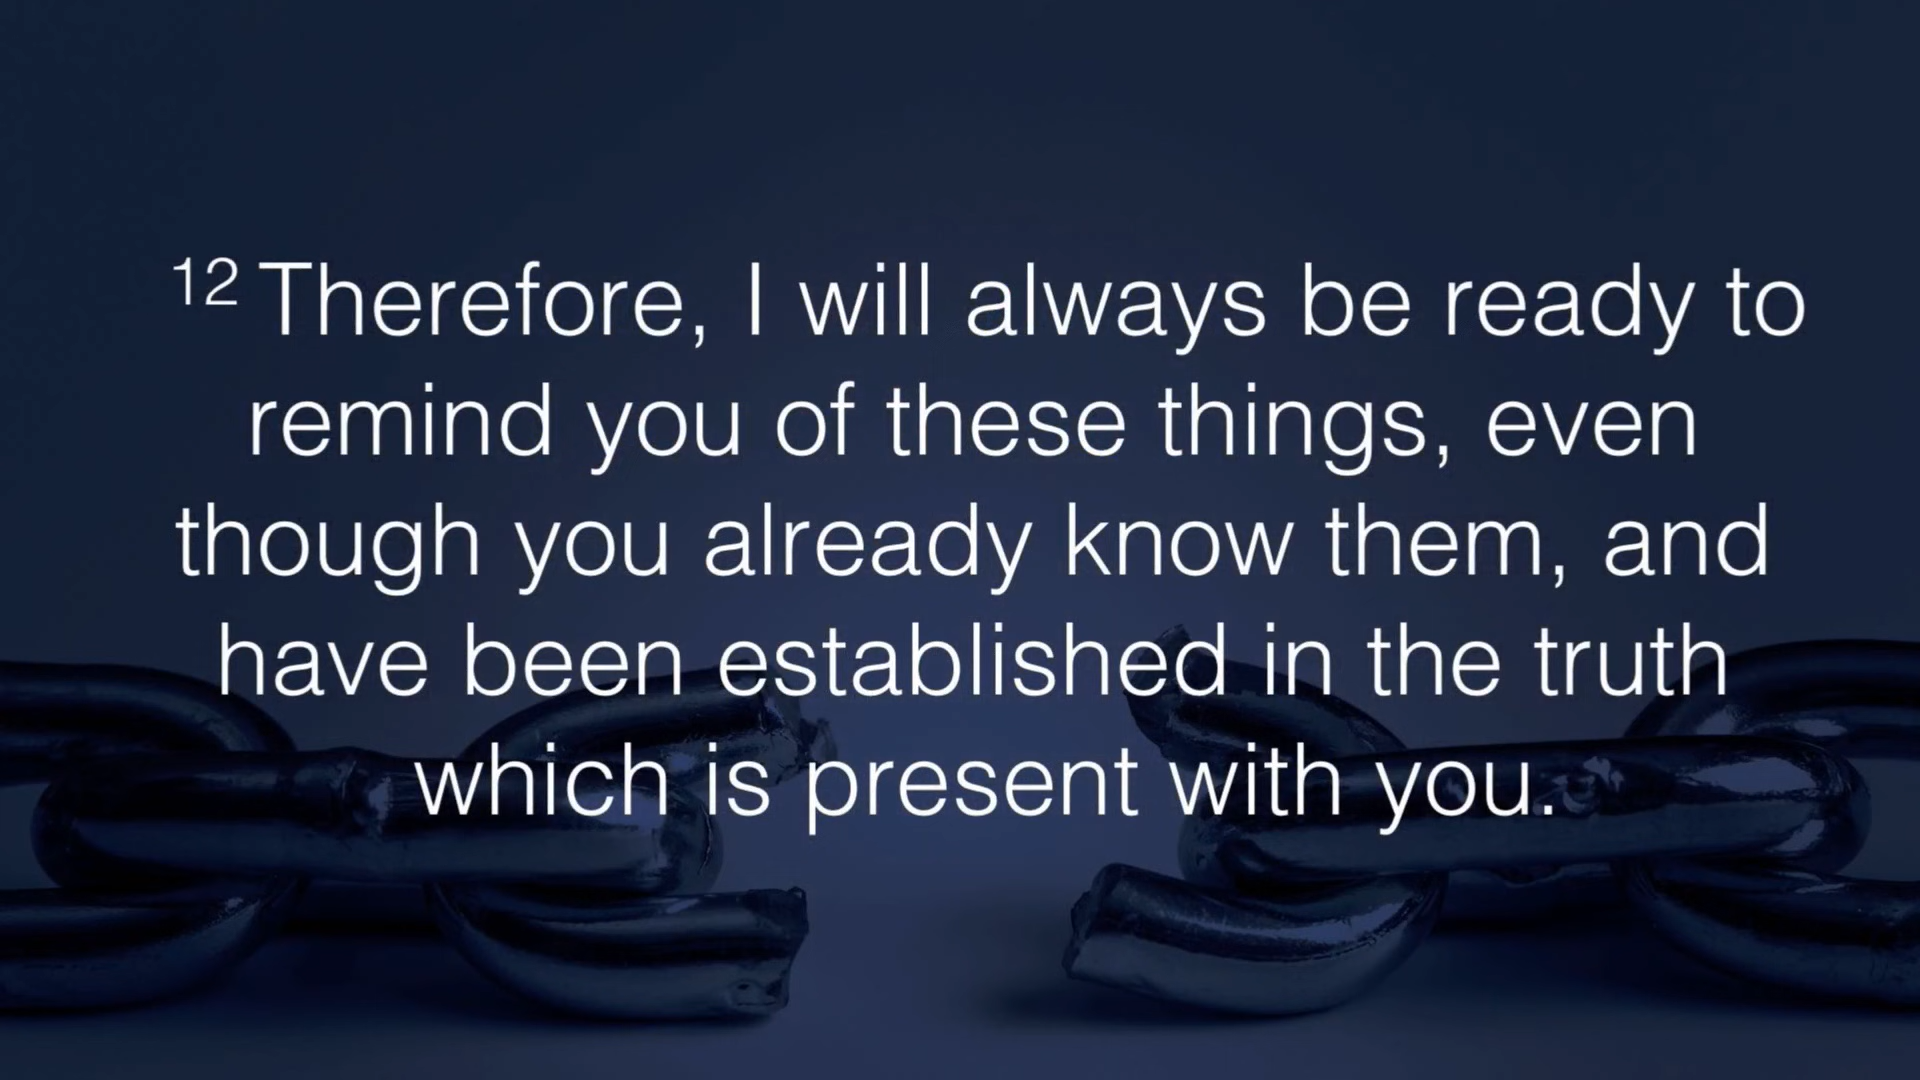 12 Therefore, I will always be ready to
remind you of these things, even
though you already know them, and
have been established in the truth
which is present with you.